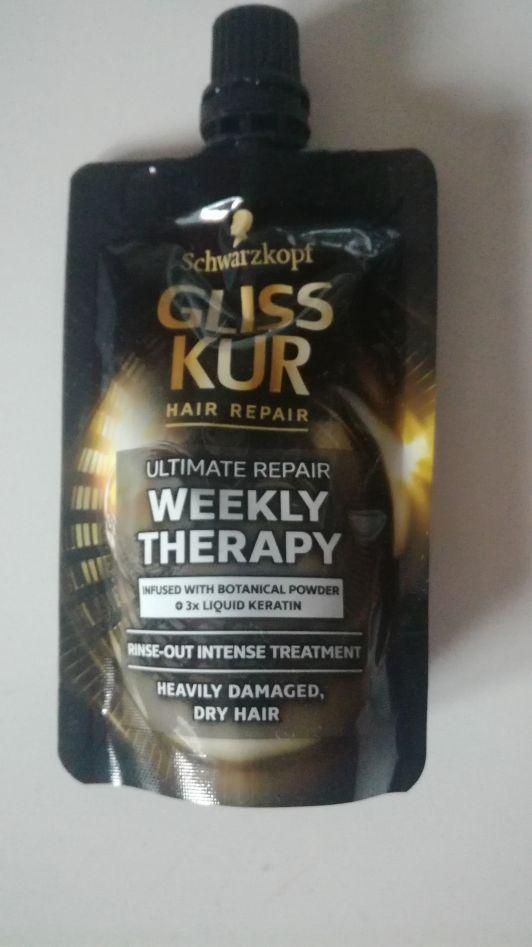 Schwarzkopf
GLISS
KUR
HAIR REPAIR
ULTIMATE REPAIR
WEEKLY
THERAPY
INFUSED WITH BOTANICAL POWDER
⊕ 3x LIQUID KERATIN
RINSE-OUT INTENSE TREATMENT
HEAVILY DAMAGED,
DRY HAIR